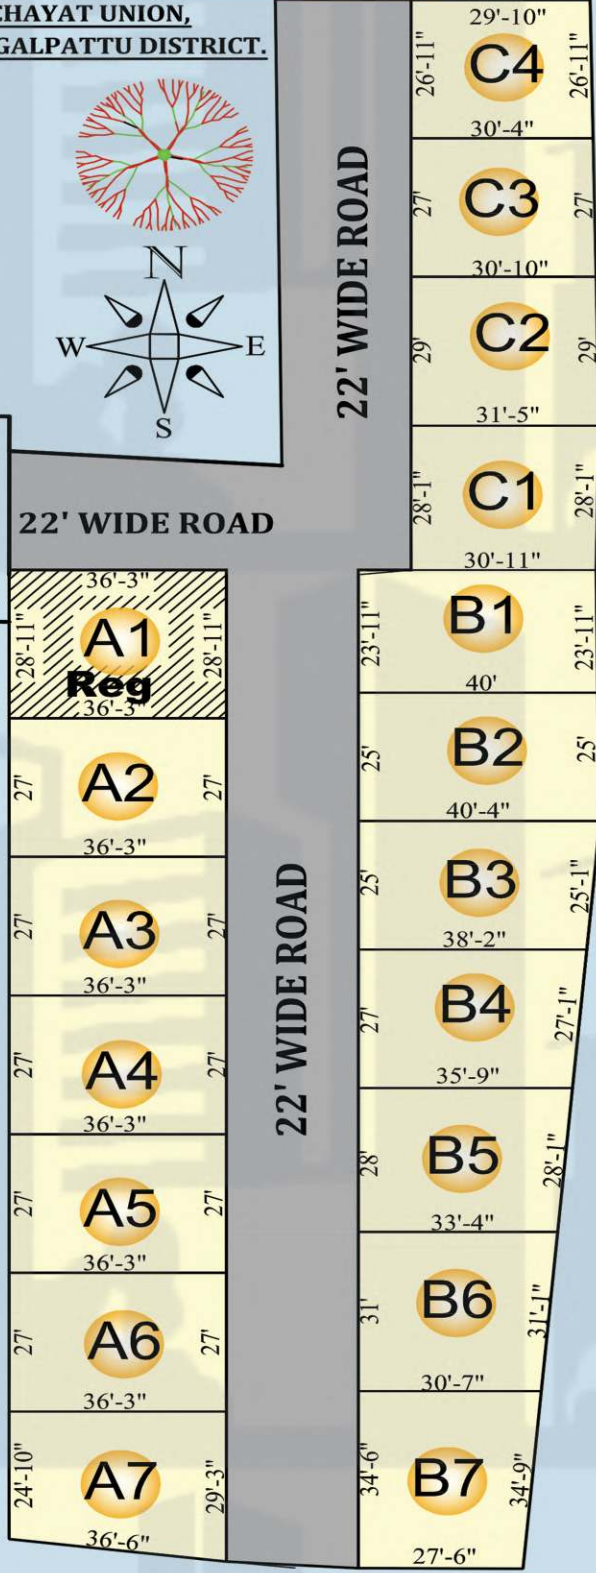 CHAYAT UNION,
GALPATTU DISTRICT.
N
W E
S
22' WIDE ROAD
22' WIDE ROAD
22' WIDE ROAD
29'-10"
26'-11" C4 26'-11"
30'-4"
27' C3 27'
30'-10"
29' C2 29'
31'-5"
28'-1" C1 28'-1"
30'-11"
36'-3"
28'-11" A1 28'-11"
Reg
36'-3"
27' A2 27'
36'-3"
27' A3 27'
36'-3"
27' A4 27'
36'-3"
27' A5 27'
36'-3"
27' A6 27'
36'-3"
24'-10" A7 29'-3"
36'-6"
23'-11" B1 23'-11"
40'
25' B2 25'
40'-4"
25' B3 25'-1"
38'-2"
27' B4 27'-1"
35'-9"
28' B5 28'-1"
33'-4"
31' B6 31'-1"
30'-7"
34'-6" B7 34'-9"
27'-6"